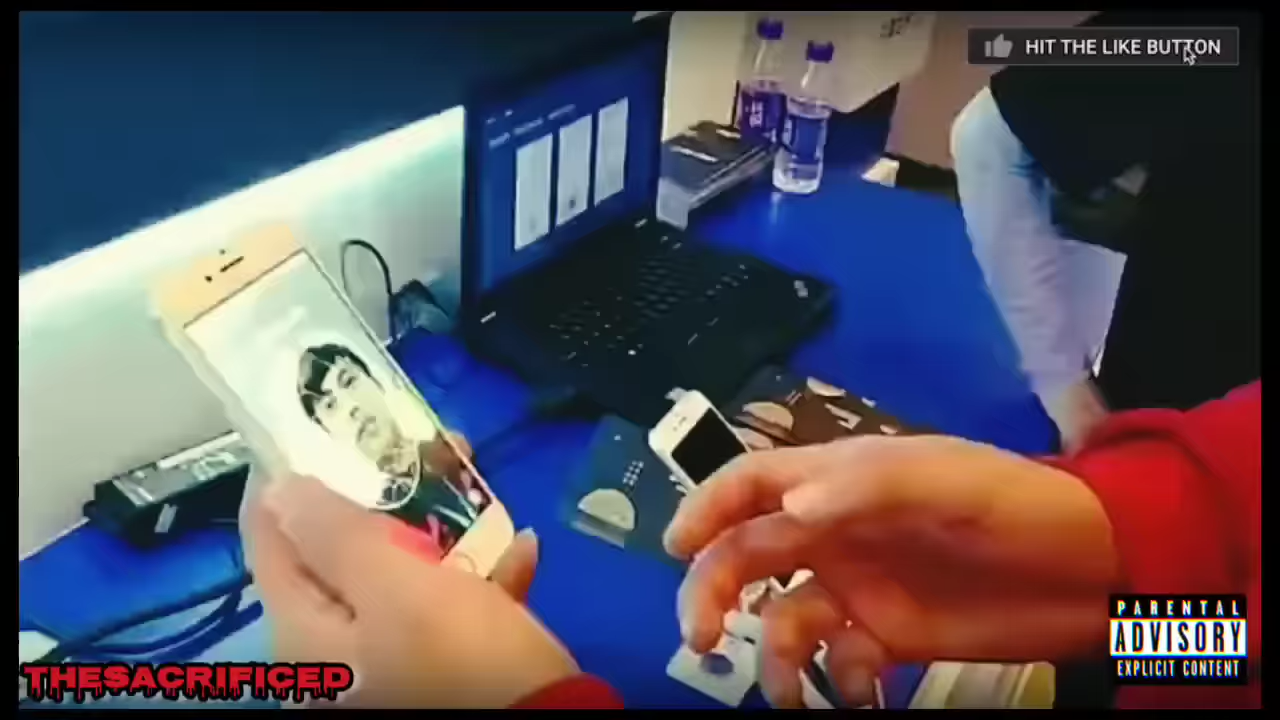 HIT THE LIKE BUTTON
PARENTAL
ADVISORY
EXPLICIT CONTENT
THESACRIFICED